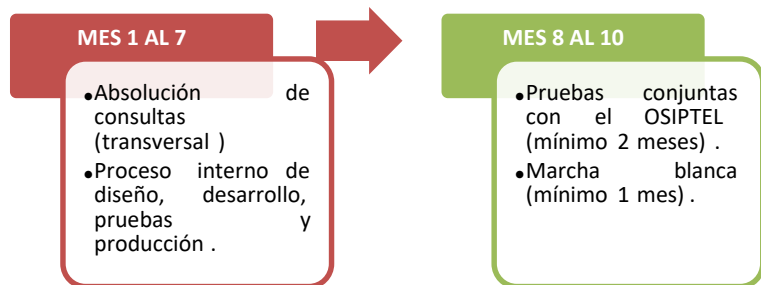 MES 1 AL 7
•Absolución de
consultas
(transversal )
•Proceso interno de
diseño, desarrollo,
pruebas y
producción .
MES 8 AL 10
•Pruebas conjuntas
con el OSIPTEL
(mínimo 2 meses) .
•Marcha blanca
(mínimo 1 mes) .